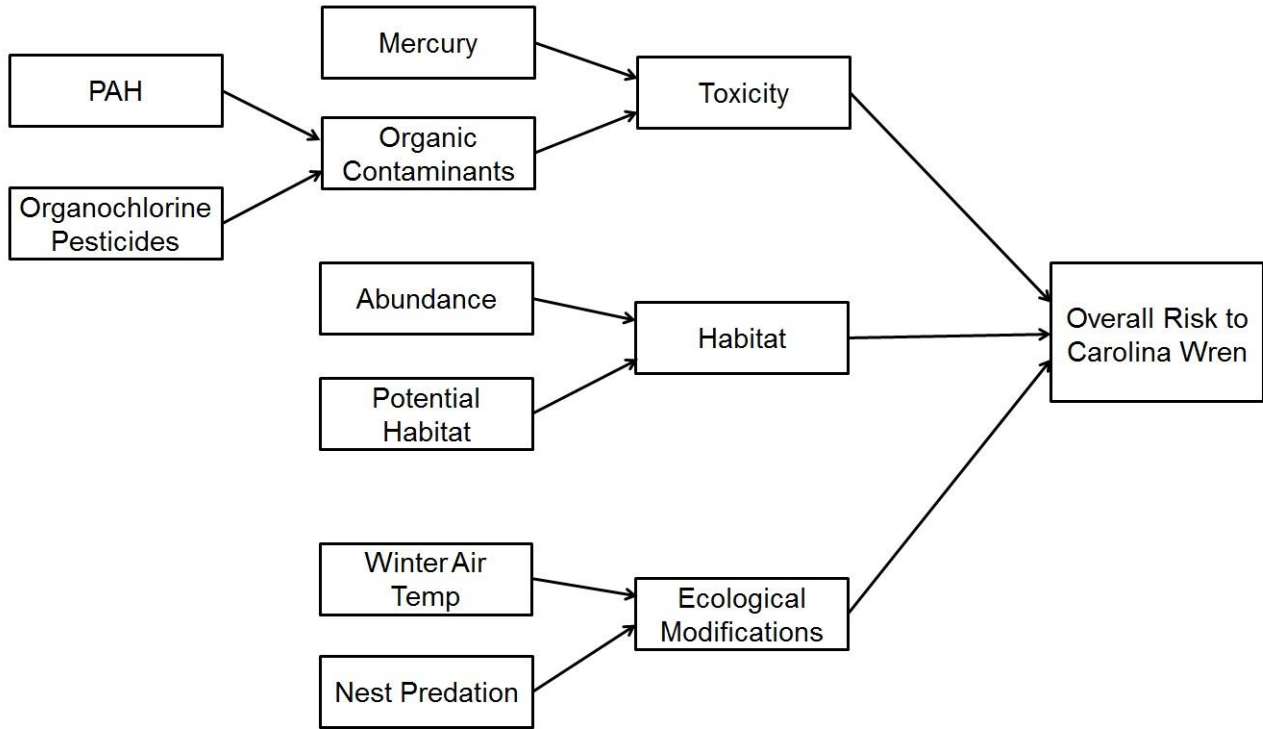 Mercury
PAH
Toxicity
Organic
Contaminants
Organochlorine
Pesticides
Abundance
Habitat
Overall Risk to
Carolina Wren
Potential
Habitat
Winter Air
Temp
Ecological
Modifications
Nest Predation